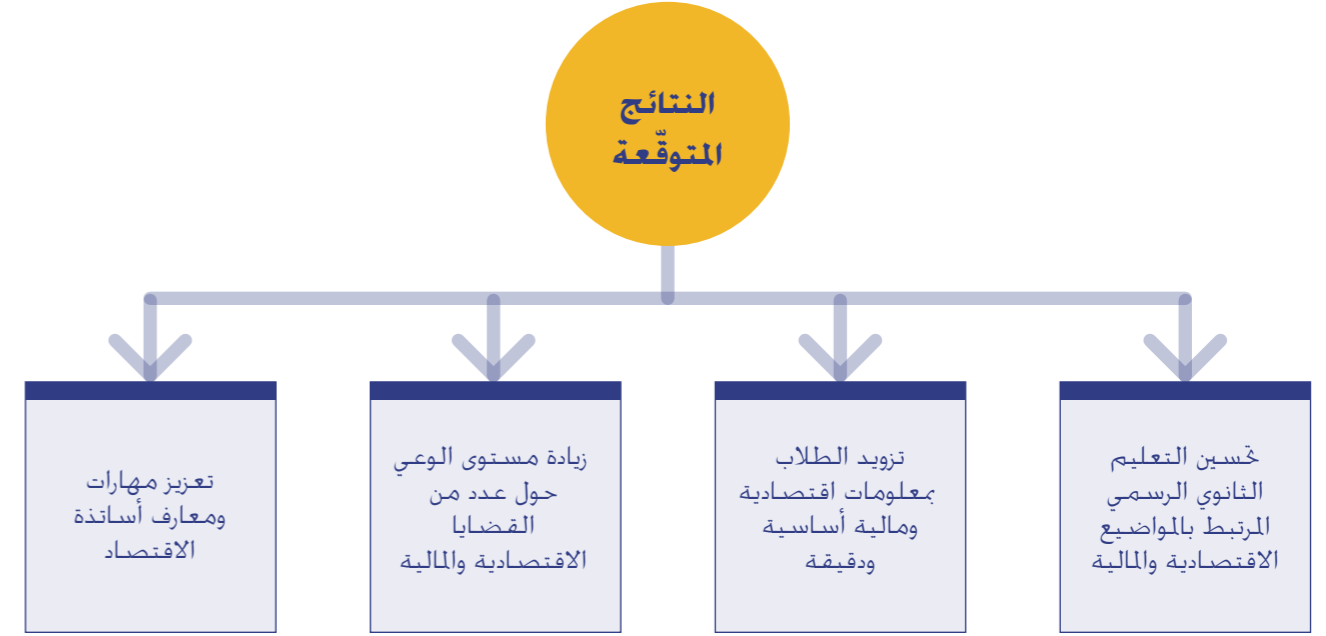 النتائج
المتوقّعة
تحسين التعليم
الثانوي الرسمي
المرتبط بالمواضيع
الاقتصادية والمالية
تزويد الطلاب
بمعلومات اقتصادية
ومالية أساسية
ودقيقة
زيادة مستوى الوعي
حول عدد من
القضايا
الاقتصادية والمالية
تعزيز مهارات
ومعارف أساتذة
الاقتصاد